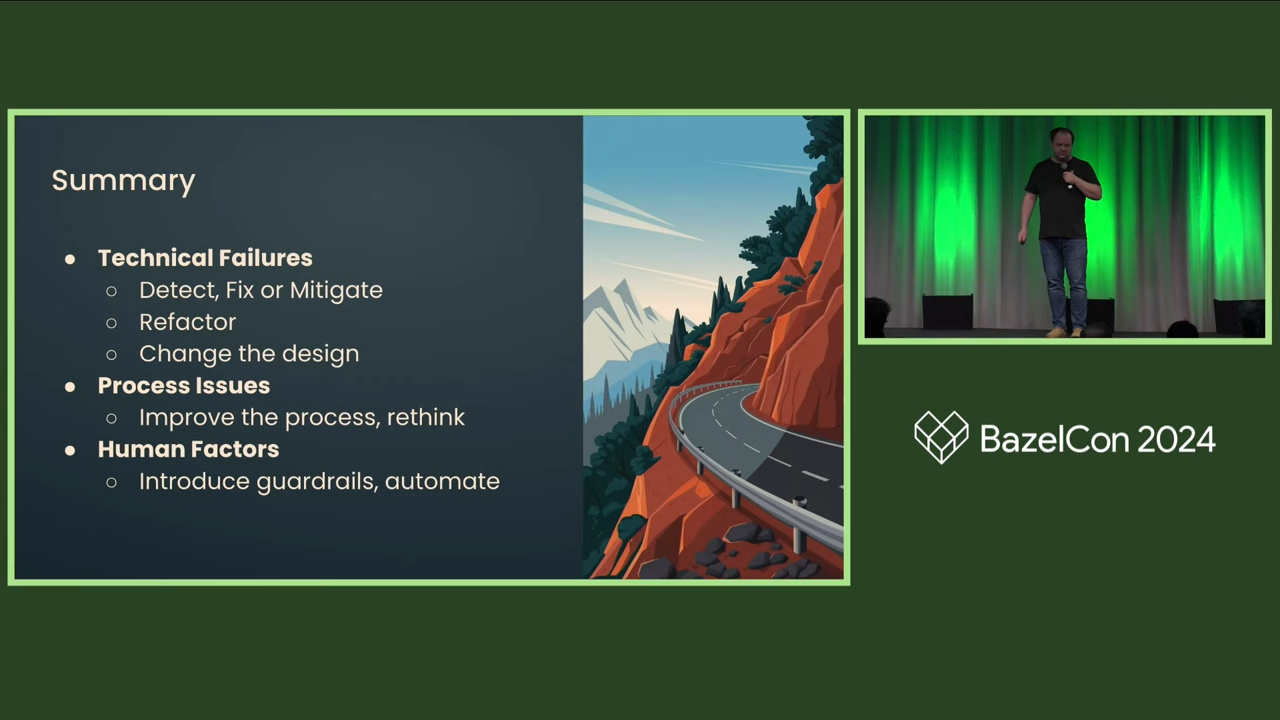 Summary
● Technical Failures
○ Detect, Fix or Mitigate
○ Refactor
○ Change the design
● Process Issues
○ Improve the process, rethink
● Human Factors
○ Introduce guardrails, automate
BazelCon 2024